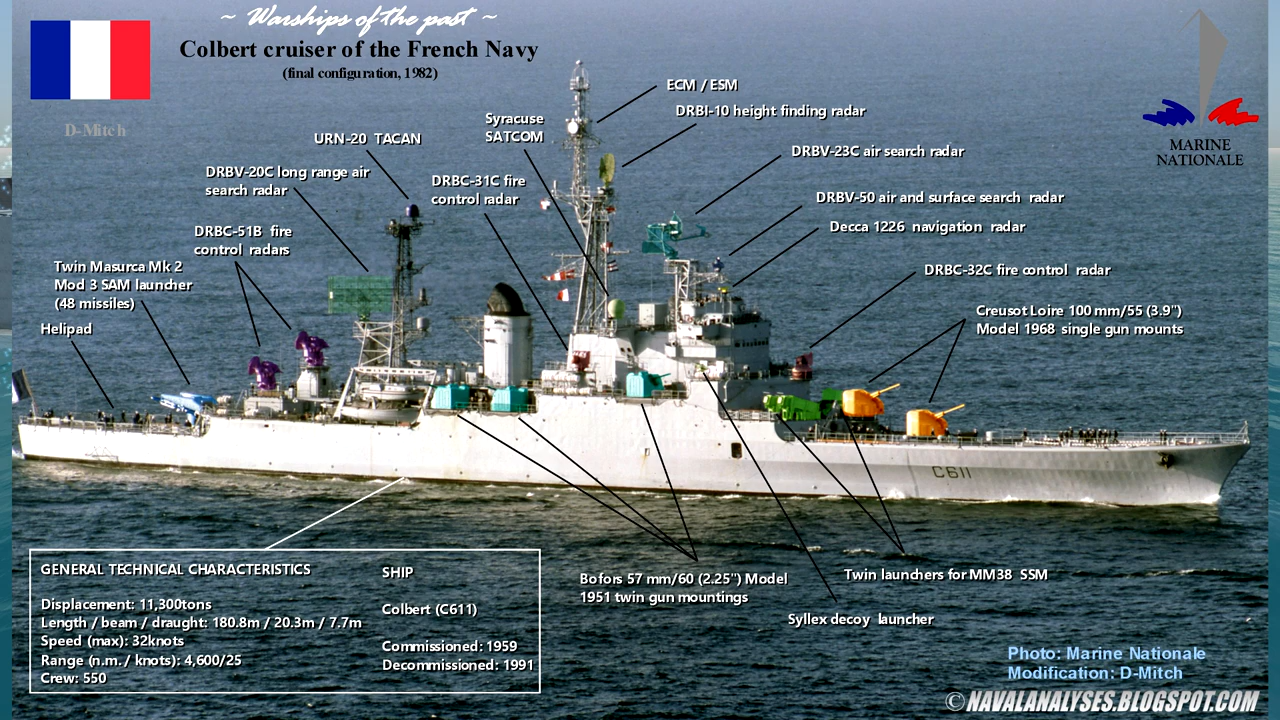 ~ Warships of the past ~
Colbert cruiser of the French Navy
(final configuration, 1982)
D-Mitch
MARINE
NATIONALE
ECM / ESM
DRBI-10 height finding radar
Syracuse
SATCOM
URN-20 TACAN
DRBV-23C air search radar
DRBV-20C long range air
search radar
DRBC-31C fire
control radar
DRBV-50 air and surface search radar
Decca 1226 navigation radar
DRBC-51B fire
control radars
Twin Masurca Mk 2
Mod 3 SAM launcher
(48 missiles)
DRBC-32C fire control radar
Helipad
Creusot Loire 100 mm/55 (3.9")
Model 1968 single gun mounts
C611
GENERAL TECHNICAL CHARACTERISTICS
Displacement: 11,300tons
Length / beam / draught: 180.8m / 20.3m / 7.7m
Speed (max): 32knots
Range (n.m. / knots): 4,600/25
Crew: 550
SHIP
Colbert (C611)
Commissioned: 1959
Decommissioned: 1991
Bofors 57 mm/60 (2.25") Model
1951 twin gun mountings
Twin launchers for MM38 SSM
Syllex decoy launcher
Photo: Marine Nationale
Modification: D-Mitch
© NAVALANALYSES.BLOGSPOT.COM